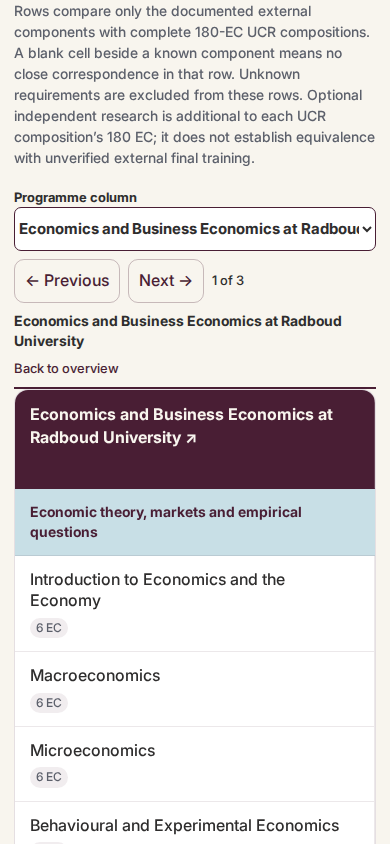 Rows compare only the documented external
components with complete 180-EC UCR compositions.
A blank cell beside a known component means no
close correspondence in that row. Unknown
requirements are excluded from these rows. Optional
independent research is additional to each UCR
composition’s 180 EC; it does not establish equivalence
with unverified external final training.
Programme column
Economics and Business Economics at Radboud
← Previous
Next →
1 of 3
Economics and Business Economics at Radboud
University
Back to overview
Economics and Business Economics at
Radboud University ↗
Economic theory, markets and empirical
questions
Introduction to Economics and the
Economy
6 EC
Macroeconomics
6 EC
Microeconomics
6 EC
Behavioural and Experimental Economics